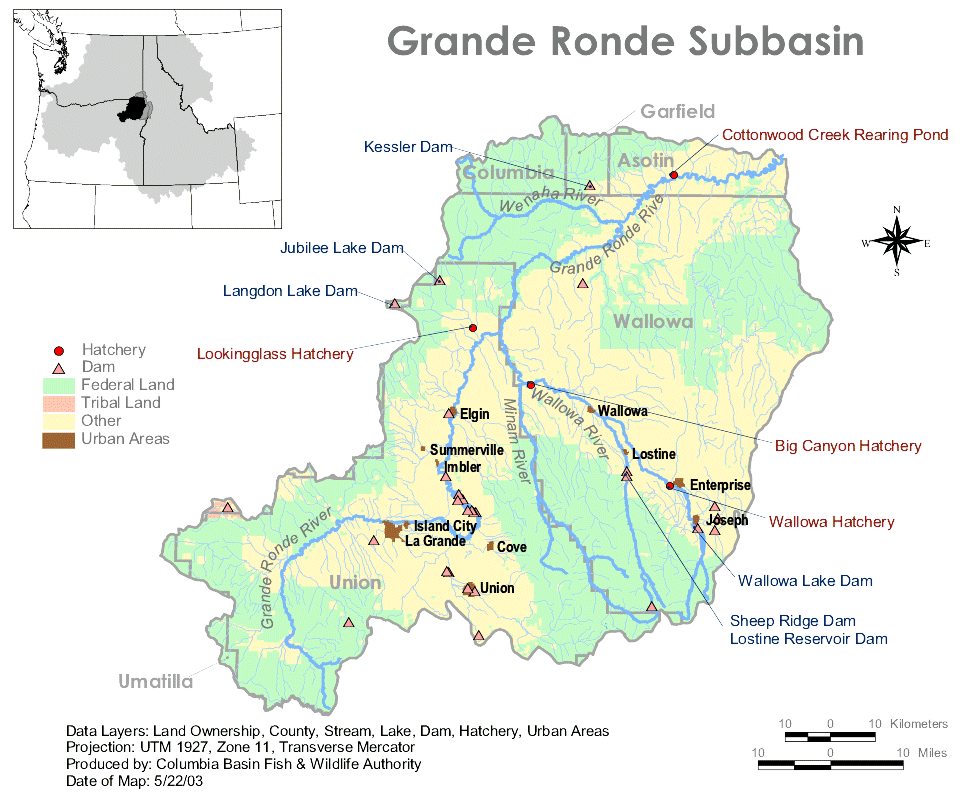 Grande Ronde Subbasin
Garfield
Cottonwood Creek Rearing Pond
Kessler Dam
Asotin
Columbia
Wenaha River
N
W E
S
Grande Ronde Rive
Jubilee Lake Dam
Langdon Lake Dam
Wallowa
Lookingglass Hatchery
Hatchery
Dam
Federal Land
Tribal Land
Other
Urban Areas
Elgin
Minam River
Wallowa River
Wallowa
Big Canyon Hatchery
Summerville
Imbler
Lostine
Enterprise
Joseph
Wallowa Hatchery
Grande Ronde River
Island City
La Grande
Cove
Union
Union
Wallowa Lake Dam
Sheep Ridge Dam
Lostine Reservoir Dam
Umatilla
Data Layers: Land Ownership, County, Stream, Lake, Dam, Hatchery, Urban Areas
Projection: UTM 1927, Zone 11, Transverse Mercator
Produced by: Columbia Basin Fish & Wildlife Authority
Date of Map: 5/22/03
10 0 10 Kilometers
10 0 10 Miles